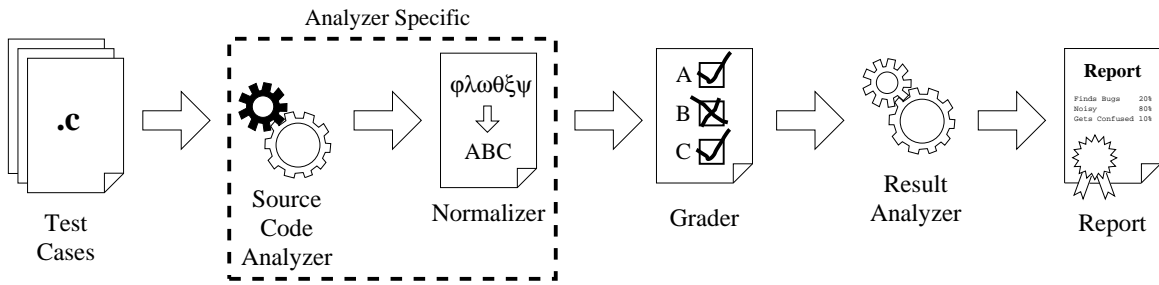 Analyzer Specific
.c
Test
Cases
Source
Code
Analyzer
φλωθξψ
ABC
Normalizer
A
B
C
Grader
Result
Analyzer
Report
Finds Bugs 20%
Noisy 80%
Gets Confused 10%
Report